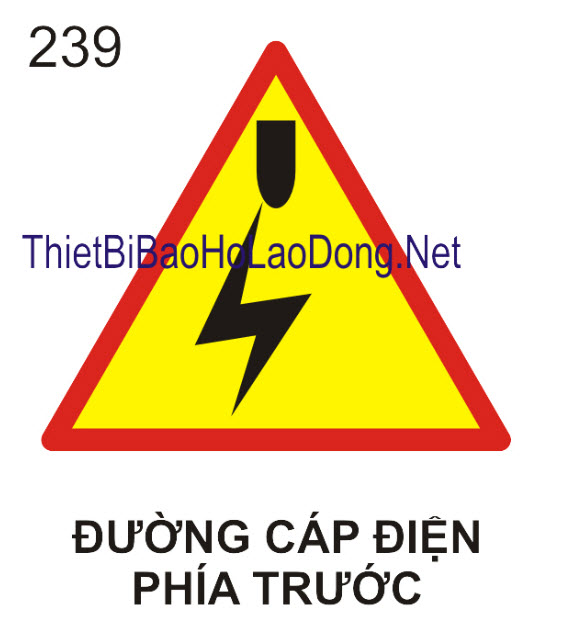 239
ThietBiBaoHoLaoDong.Net
ĐƯỜNG CÁP ĐIỆN
PHÍA TRƯỚC